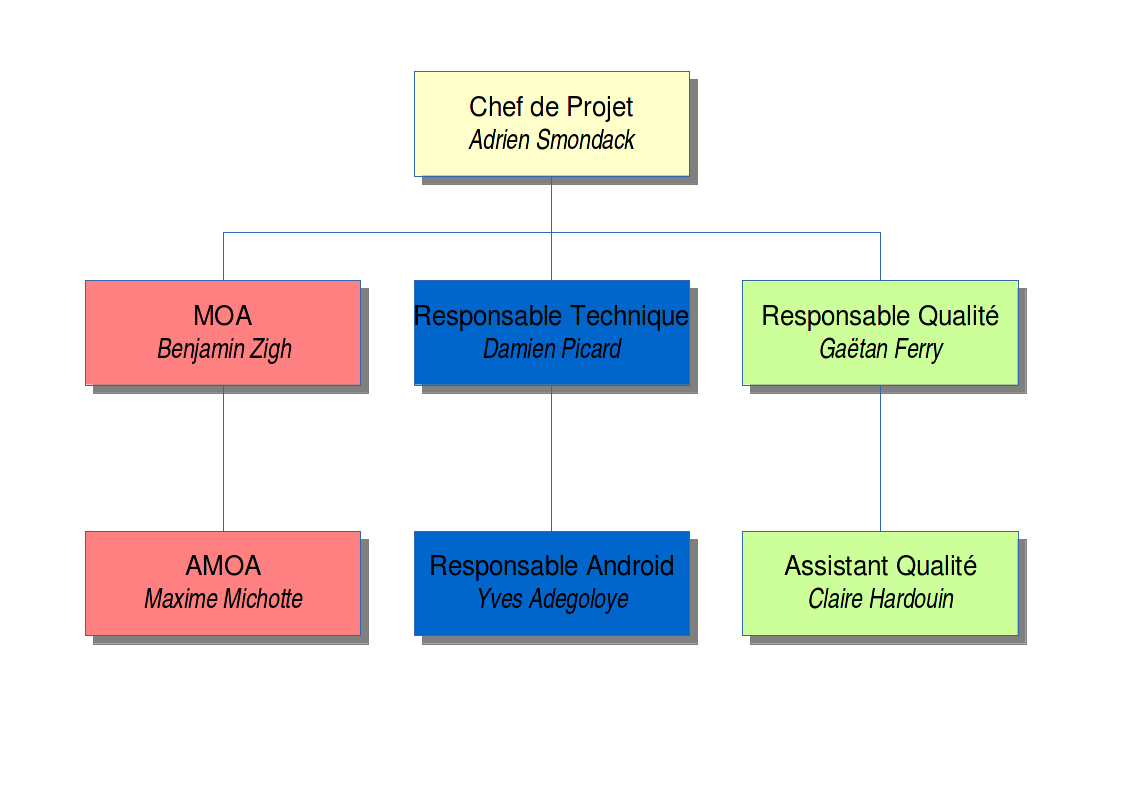 Chef de Projet
Adrien Smondack
MOA
Benjamin Zigh
Responsable Technique
Damien Picard
Responsable Qualité
Gaëtan Ferry
AMOA
Maxime Michotte
Responsable Android
Yves Adegoloye
Assistant Qualité
Claire Hardouin